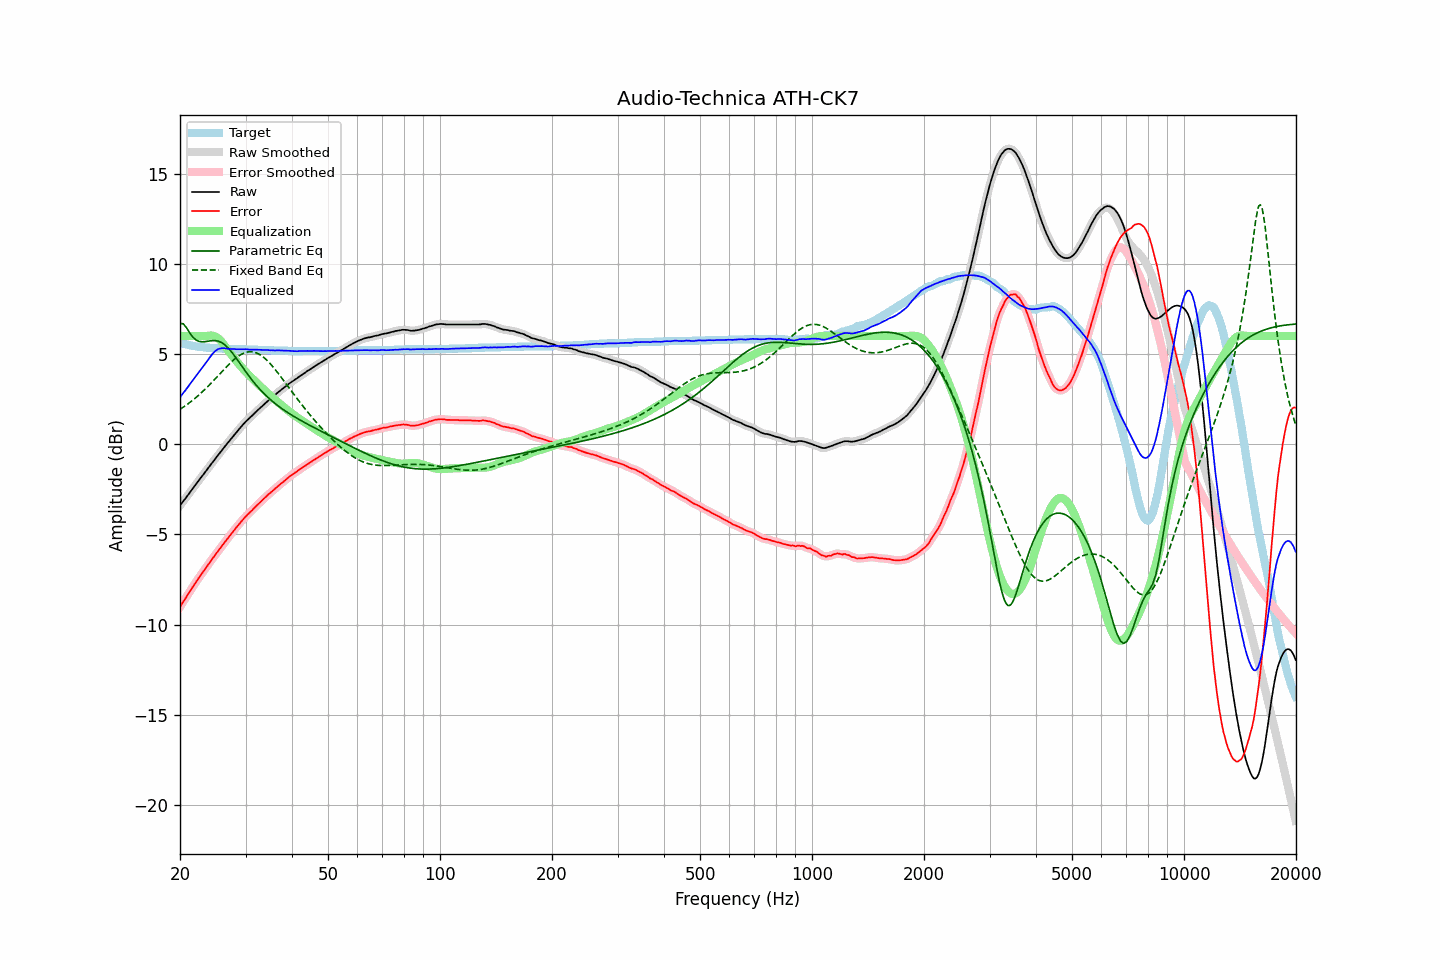 Audio-Technica ATH-CK7
Target
Raw Smoothed
Error Smoothed
Raw
Error
Equalization
Parametric Eq
Fixed Band Eq
Equalized
Amplitude (dBr)
15
10
5
0
−5
−10
−15
−20
20 50 100 200 500 1000 2000 5000 10000 20000
Frequency (Hz)